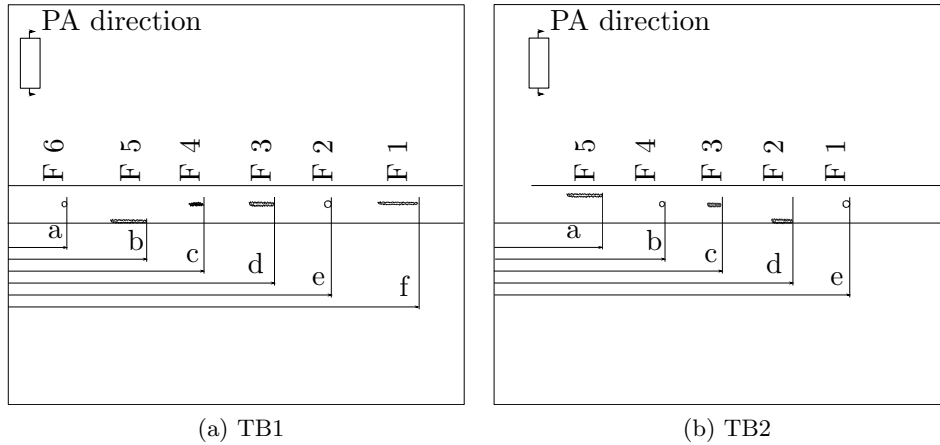 PA direction
F 6
F 5
F 4
F 3
F 2
F 1
a
b
c
d
e
f
(a) TB1
PA direction
F 5
F 4
F 3
F 2
F 1
a
b
c
d
e
(b) TB2